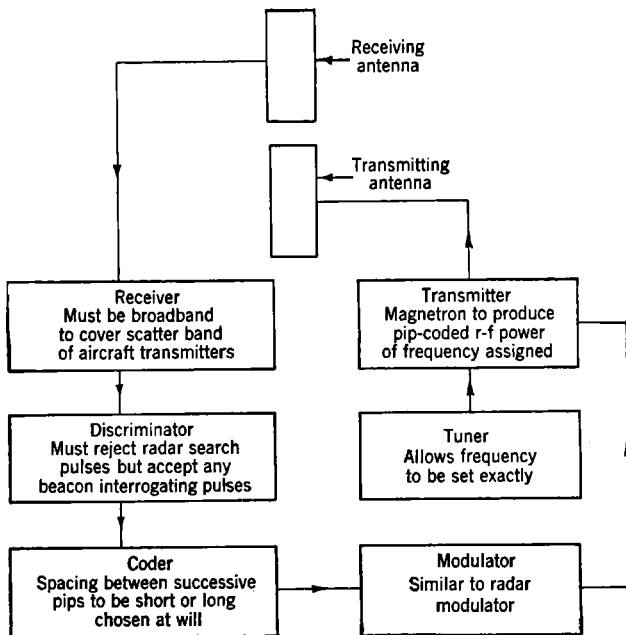 Receiving
antenna
Transmitting
antenna
Receiver
Must be broadband
to cover scatter band
of aircraft transmitters
Transmitter
Magnetron to produce
pip-coded r-f power
of frequency assigned
Discriminator
Must reject radar search
pulses but accept any
beacon interrogating pulses
Tuner
Allows frequency
to be set exactly
Coder
Spacing between successive
pips to be short or long
chosen at will
Modulator
Similar to radar
modulator